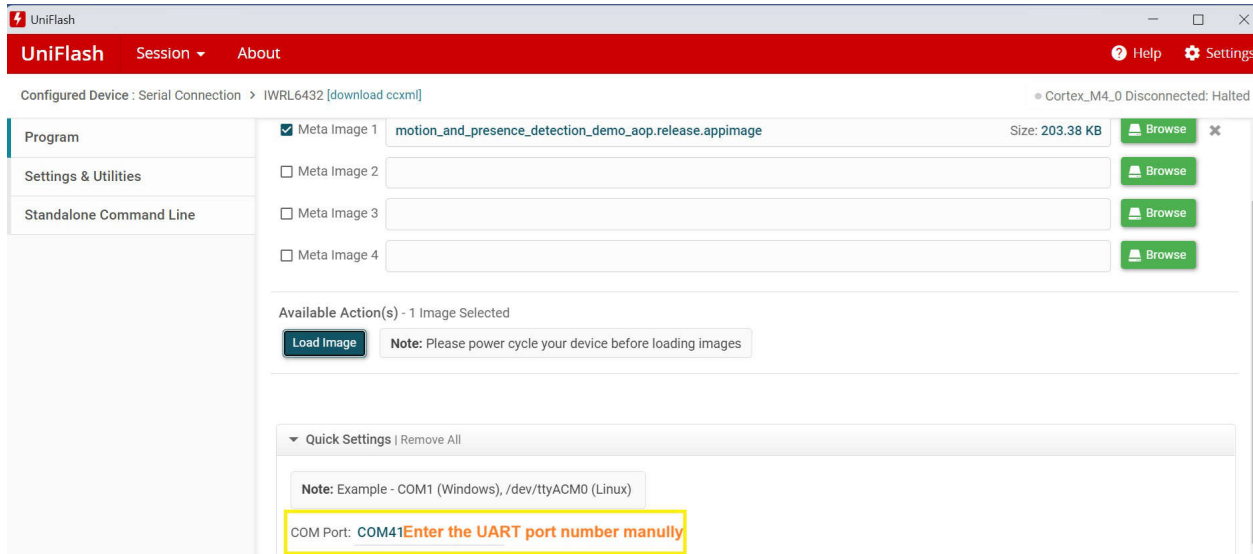 UniFlash
UniFlash Session About Help Settings
Configured Device : Serial Connection > IWRL6432 [download ccxml] Cortex_M4_0 Disconnected: Halted
Program
Settings & Utilities
Standalone Command Line
Meta Image 1 motion_and_presence_detection_demo_aop.release.appimage Size: 203.38 KB Browse
Meta Image 2 Browse
Meta Image 3 Browse
Meta Image 4 Browse
Available Action(s) - 1 Image Selected
Load Image Note: Please power cycle your device before loading images
Quick Settings | Remove All
Note: Example - COM1 (Windows), /dev/ttyACM0 (Linux)
COM Port: COM41Enter the UART port number manully